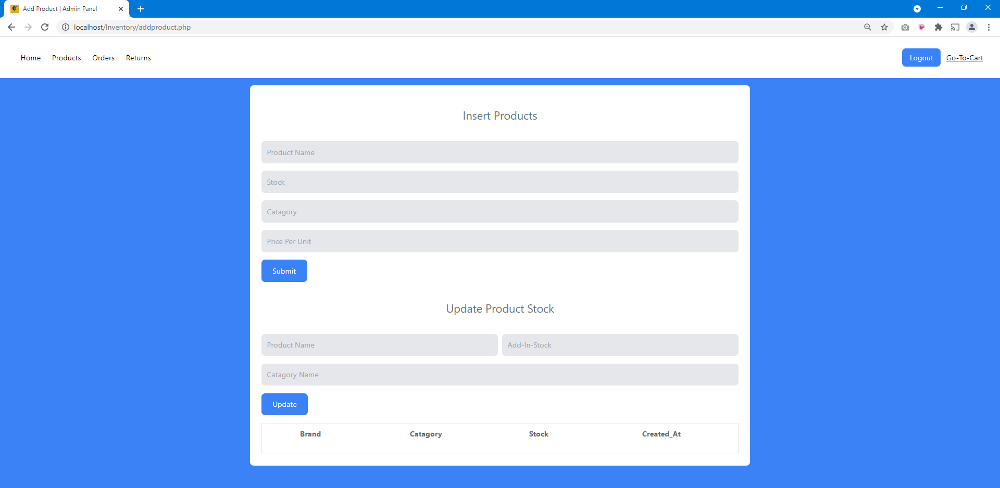 Add Product | Admin Panel
localhost/Inventory/addproduct.php
Home Products Orders Returns Logout Go-To-Cart
Insert Products
Product Name
Stock
Catagory
Price Per Unit
Submit
Update Product Stock
Product Name Add-In-Stock
Catagory Name
Update
Brand Catagory Stock Created_At